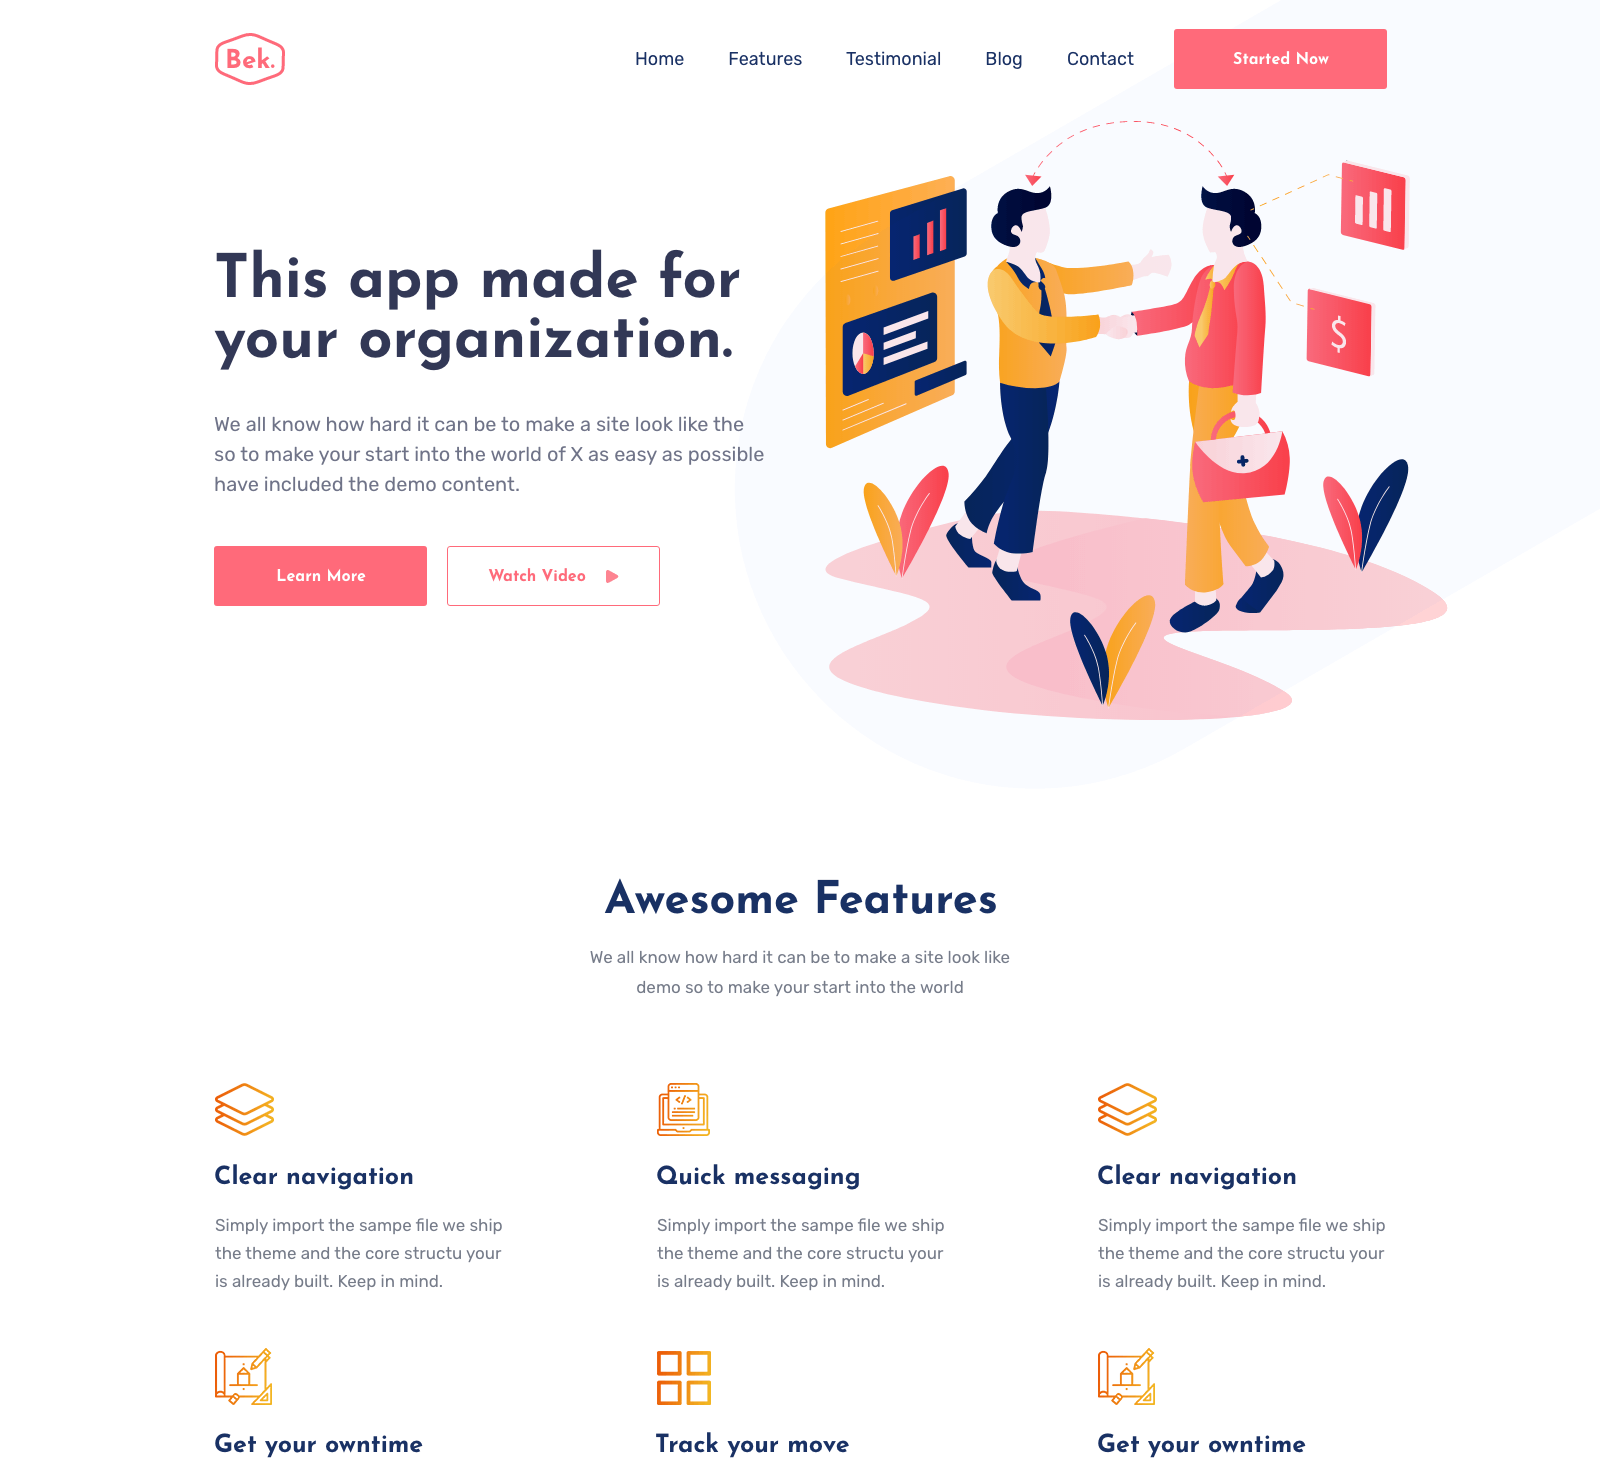 Bek.
Home
Features
Testimonial
Blog
Contact
Started Now
This app made for
your organization.
We all know how hard it can be to make a site look like the
so to make your start into the world of X as easy as possible
have included the demo content.
Learn More
Watch Video
$
Awesome Features
We all know how hard it can be to make a site look like
demo so to make your start into the world
Clear navigation
Simply import the sampe file we ship
the theme and the core structu your
is already built. Keep in mind.
Quick messaging
Simply import the sampe file we ship
the theme and the core structu your
is already built. Keep in mind.
Clear navigation
Simply import the sampe file we ship
the theme and the core structu your
is already built. Keep in mind.
Get your owntime
Track your move
Get your owntime